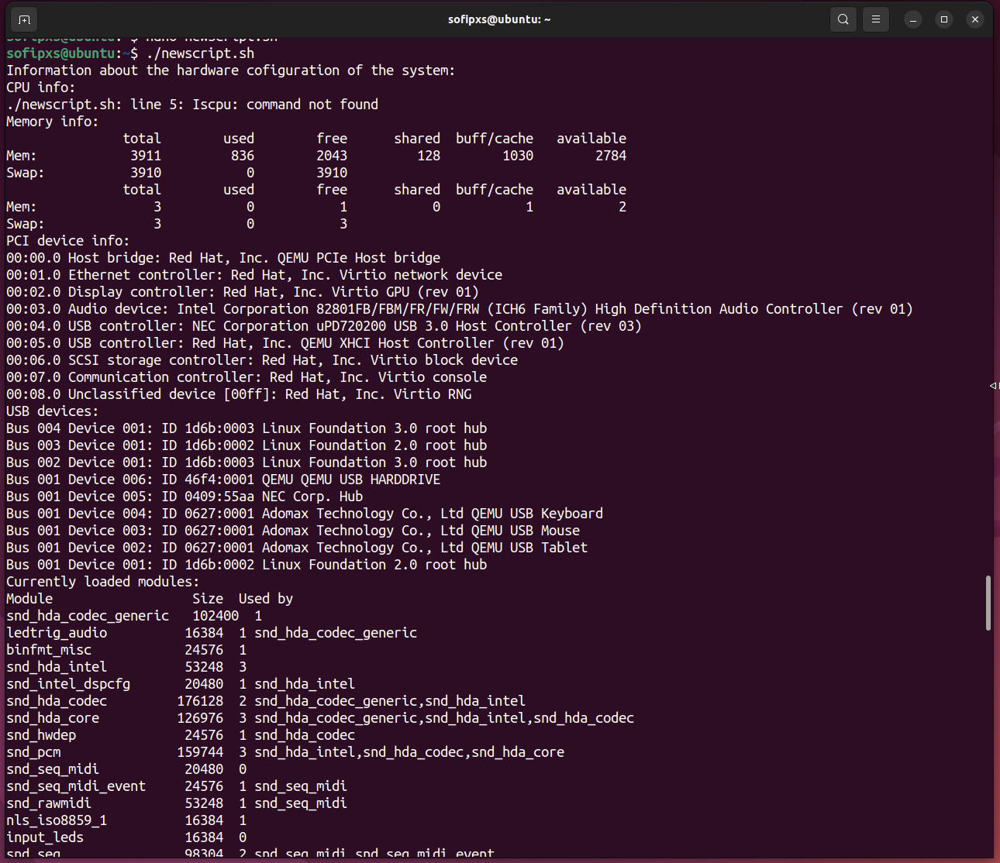 sofipxs@ubuntu: ~
sofipxs@ubuntu:~$ nano newscript.sh
sofipxs@ubuntu:~$ ./newscript.sh
Information about the hardware cofiguration of the system:
CPU info:
./newscript.sh: line 5: Iscpu: command not found
Memory info:
total used free shared buff/cache available
Mem: 3911 836 2043 128 1030 2784
Swap: 3910 0 3910
total used free shared buff/cache available
Mem: 3 0 1 0 1 2
Swap: 3 0 3
PCI device info:
00:00.0 Host bridge: Red Hat, Inc. QEMU PCIe Host bridge
00:01.0 Ethernet controller: Red Hat, Inc. Virtio network device
00:02.0 Display controller: Red Hat, Inc. Virtio GPU (rev 01)
00:03.0 Audio device: Intel Corporation 82801FB/FBM/FR/FW/FRW (ICH6 Family) High Definition Audio Controller (rev 01)
00:04.0 USB controller: NEC Corporation uPD720200 USB 3.0 Host Controller (rev 03)
00:05.0 USB controller: Red Hat, Inc. QEMU XHCI Host Controller (rev 01)
00:06.0 SCSI storage controller: Red Hat, Inc. Virtio block device
00:07.0 Communication controller: Red Hat, Inc. Virtio console
00:08.0 Unclassified device [00ff]: Red Hat, Inc. Virtio RNG
USB devices:
Bus 004 Device 001: ID 1d6b:0003 Linux Foundation 3.0 root hub
Bus 003 Device 001: ID 1d6b:0002 Linux Foundation 2.0 root hub
Bus 002 Device 001: ID 1d6b:0003 Linux Foundation 3.0 root hub
Bus 001 Device 006: ID 46f4:0001 QEMU QEMU USB HARDDRIVE
Bus 001 Device 005: ID 0409:55aa NEC Corp. Hub
Bus 001 Device 004: ID 0627:0001 Adomax Technology Co., Ltd QEMU USB Keyboard
Bus 001 Device 003: ID 0627:0001 Adomax Technology Co., Ltd QEMU USB Mouse
Bus 001 Device 002: ID 0627:0001 Adomax Technology Co., Ltd QEMU USB Tablet
Bus 001 Device 001: ID 1d6b:0002 Linux Foundation 2.0 root hub
Currently loaded modules:
Module Size Used by
snd_hda_codec_generic 102400 1
ledtrig_audio 16384 1 snd_hda_codec_generic
binfmt_misc 24576 1
snd_hda_intel 53248 3
snd_intel_dspcfg 20480 1 snd_hda_intel
snd_hda_codec 176128 2 snd_hda_codec_generic,snd_hda_intel
snd_hda_core 126976 3 snd_hda_codec_generic,snd_hda_intel,snd_hda_codec
snd_hwdep 24576 1 snd_hda_codec
snd_pcm 159744 3 snd_hda_intel,snd_hda_codec,snd_hda_core
snd_seq_midi 20480 0
snd_seq_midi_event 24576 1 snd_seq_midi
snd_rawmidi 53248 1 snd_seq_midi
nls_iso8859_1 16384 1
input_leds 16384 0
snd_seq 98304 2 snd_seq_midi,snd_seq_midi_event